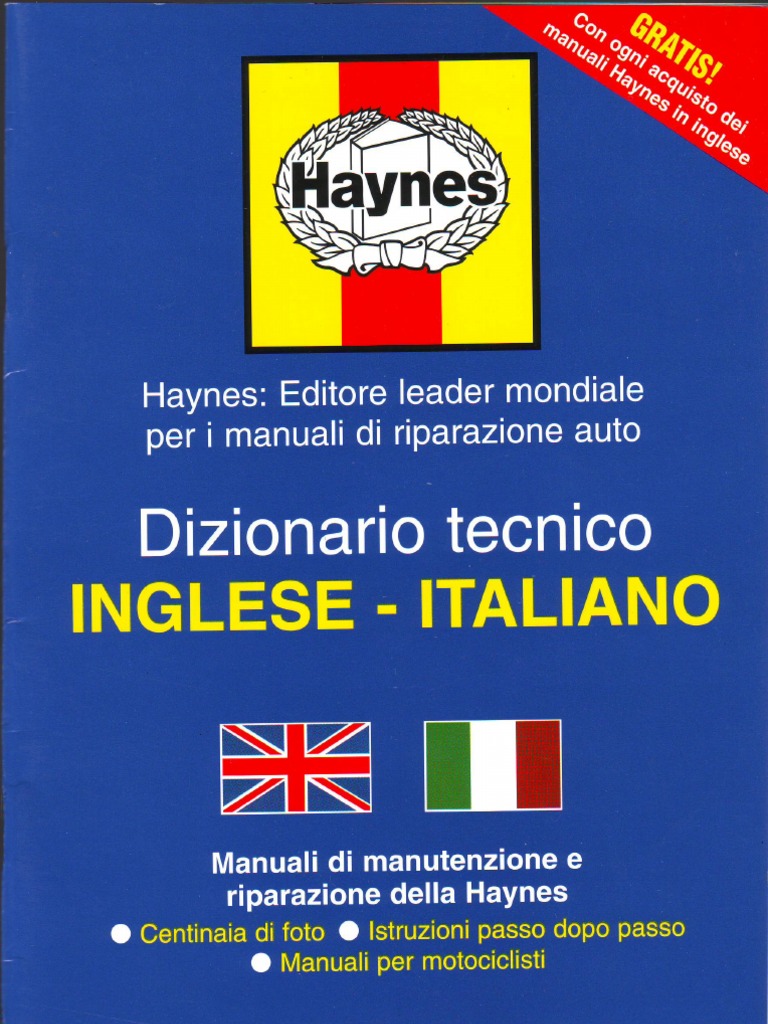 GRATIS!
Con ogni acquisto dei
manuali Haynes in inglese
Haynes
Haynes: Editore leader mondiale
per i manuali di riparazione auto
Dizionario tecnico
INGLESE - ITALIANO
Manuali di manutenzione e
riparazione della Haynes
● Centinaia di foto ● Istruzioni passo dopo passo
● Manuali per motociclisti